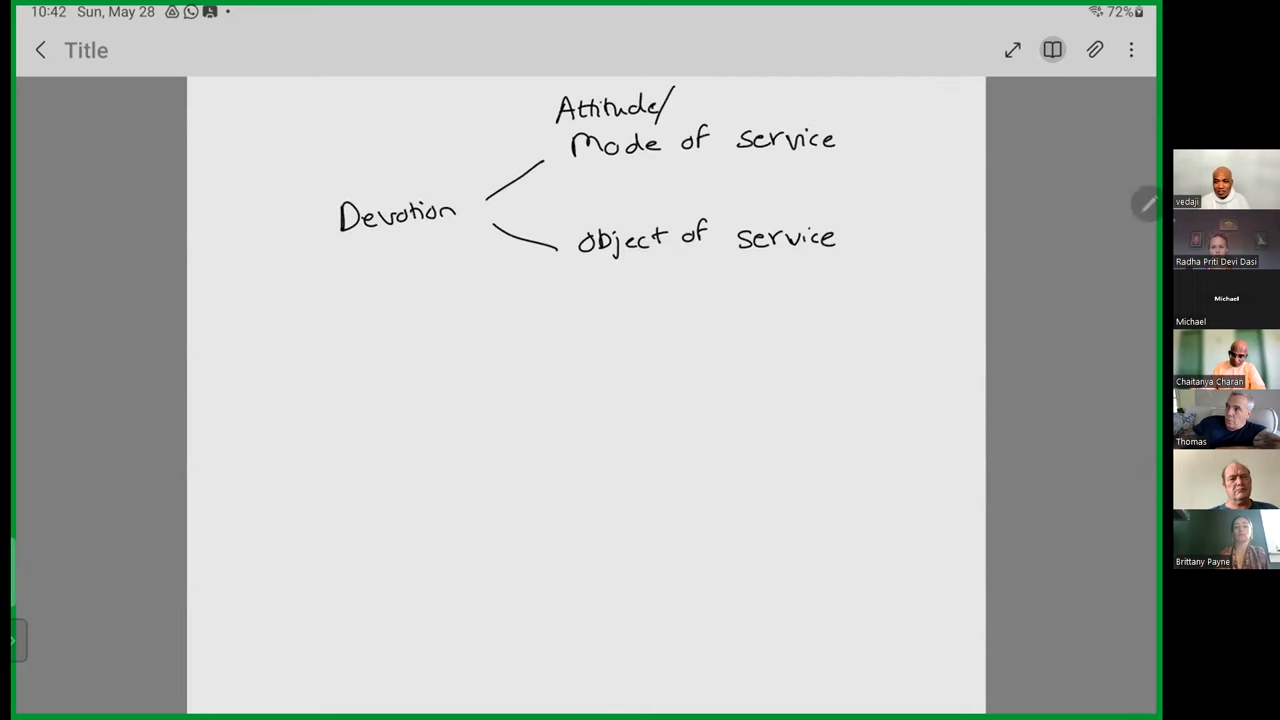 10:42 Sun, May 28
72%
Title
Attitude/
Mode of service
Devotion
Object of service
vedaji
Radha Priti Devi Dasi
Michael
Michael
Chaitanya Charan
Thomas
Brittany Payne